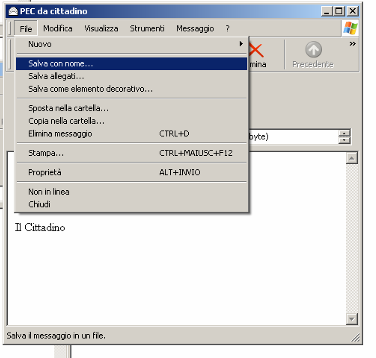 PEC da cittadino
File Modifica Visualizza Strumenti Messaggio ? »
Nuovo
Salva con nome...
Salva allegati...
Salva come elemento decorativo...
mina Precedente
Sposta nella cartella...
Copia nella cartella...
Elimina messaggio CTRL+D
byte)
Stampa... CTRL+MAIUSC+F12
Proprietà ALT+INVIO
Non in linea
Chiudi
Il Cittadino
Salva il messaggio in un file.